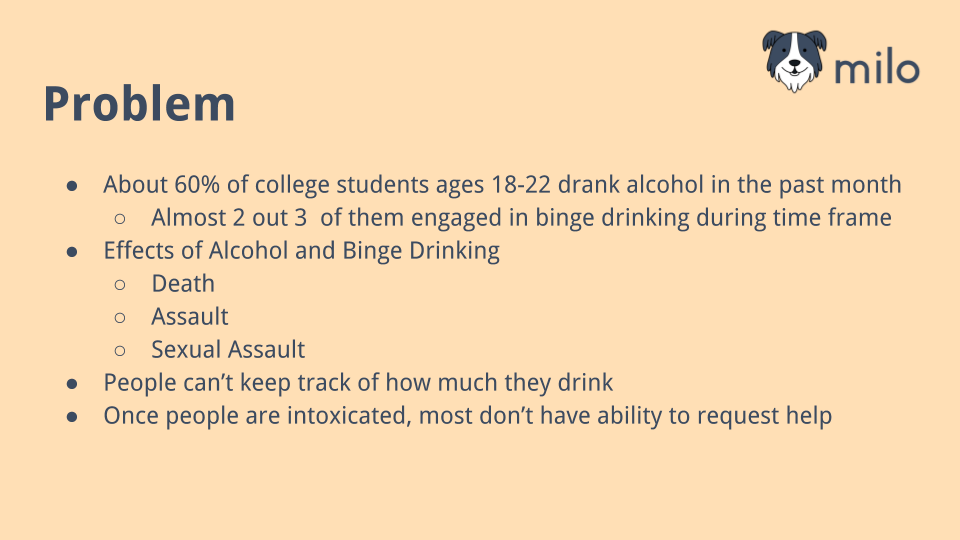 milo
Problem
● About 60% of college students ages 18-22 drank alcohol in the past month
○ Almost 2 out 3  of them engaged in binge drinking during time frame
● Effects of Alcohol and Binge Drinking
○ Death
○ Assault
○ Sexual Assault
● People can’t keep track of how much they drink
● Once people are intoxicated, most don’t have ability to request help